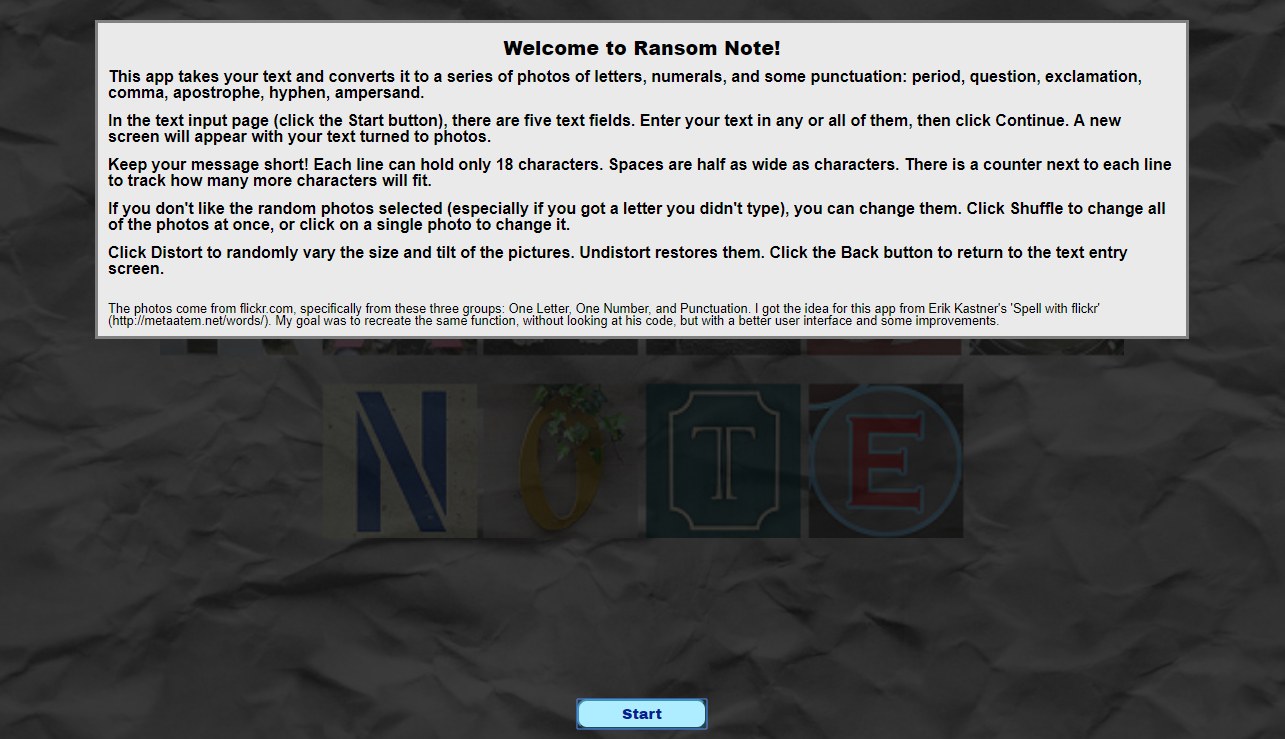 Welcome to Ransom Note!
This app takes your text and converts it to a series of photos of letters, numerals, and some punctuation: period, question, exclamation,
comma, apostrophe, hyphen, ampersand.
In the text input page (click the Start button), there are five text fields. Enter your text in any or all of them, then click Continue. A new
screen will appear with your text turned to photos.
Keep your message short! Each line can hold only 18 characters. Spaces are half as wide as characters. There is a counter next to each line
to track how many more characters will fit.
If you don't like the random photos selected (especially if you got a letter you didn't type), you can change them. Click Shuffle to change all
of the photos at once, or click on a single photo to change it.
Click Distort to randomly vary the size and tilt of the pictures. Undistort restores them. Click the Back button to return to the text entry
screen.
The photos come from flickr.com, specifically from these three groups: One Letter, One Number, and Punctuation. I got the idea for this app from Erik Kastner's 'Spell with flickr'
(http://metaatem.net/words/). My goal was to recreate the same function, without looking at his code, but with a better user interface and some improvements.
NOTE
Start